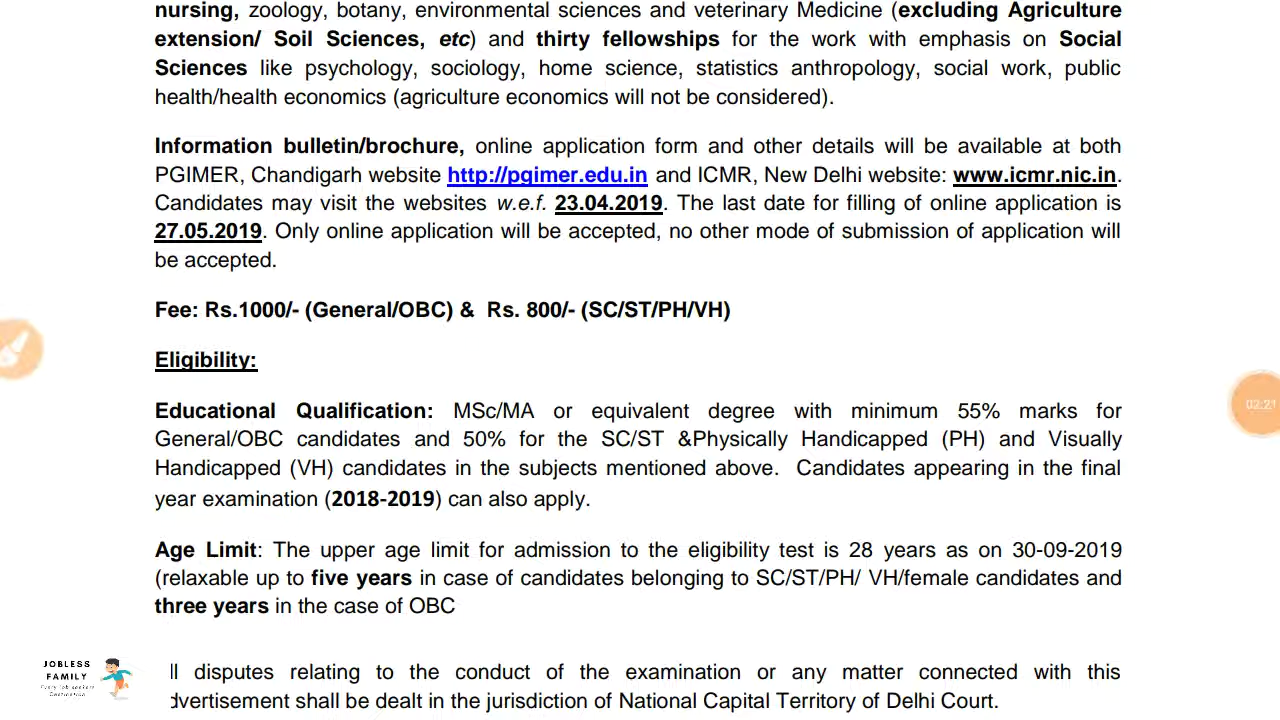 nursing, zoology, botany, environmental sciences and veterinary Medicine (excluding Agriculture
extension/ Soil Sciences, etc) and thirty fellowships for the work with emphasis on Social
Sciences like psychology, sociology, home science, statistics anthropology, social work, public
health/health economics (agriculture economics will not be considered).
Information bulletin/brochure, online application form and other details will be available at both
PGIMER, Chandigarh website http://pgimer.edu.in and ICMR, New Delhi website: www.icmr.nic.in.
Candidates may visit the websites w.e.f. 23.04.2019. The last date for filling of online application is
27.05.2019. Only online application will be accepted, no other mode of submission of application will
be accepted.
Fee: Rs.1000/- (General/OBC) & Rs. 800/- (SC/ST/PH/VH)
Eligibility:
02:21
Educational Qualification: MSc/MA or equivalent degree with minimum 55% marks for
General/OBC candidates and 50% for the SC/ST &Physically Handicapped (PH) and Visually
Handicapped (VH) candidates in the subjects mentioned above. Candidates appearing in the final
year examination (2018-2019) can also apply.
Age Limit: The upper age limit for admission to the eligibility test is 28 years as on 30-09-2019
(relaxable up to five years in case of candidates belonging to SC/ST/PH/ VH/female candidates and
three years in the case of OBC
JOBLESS
FAMILY
ll disputes relating to the conduct of the examination or any matter connected with this
dvertisement shall be dealt in the jurisdiction of National Capital Territory of Delhi Court.